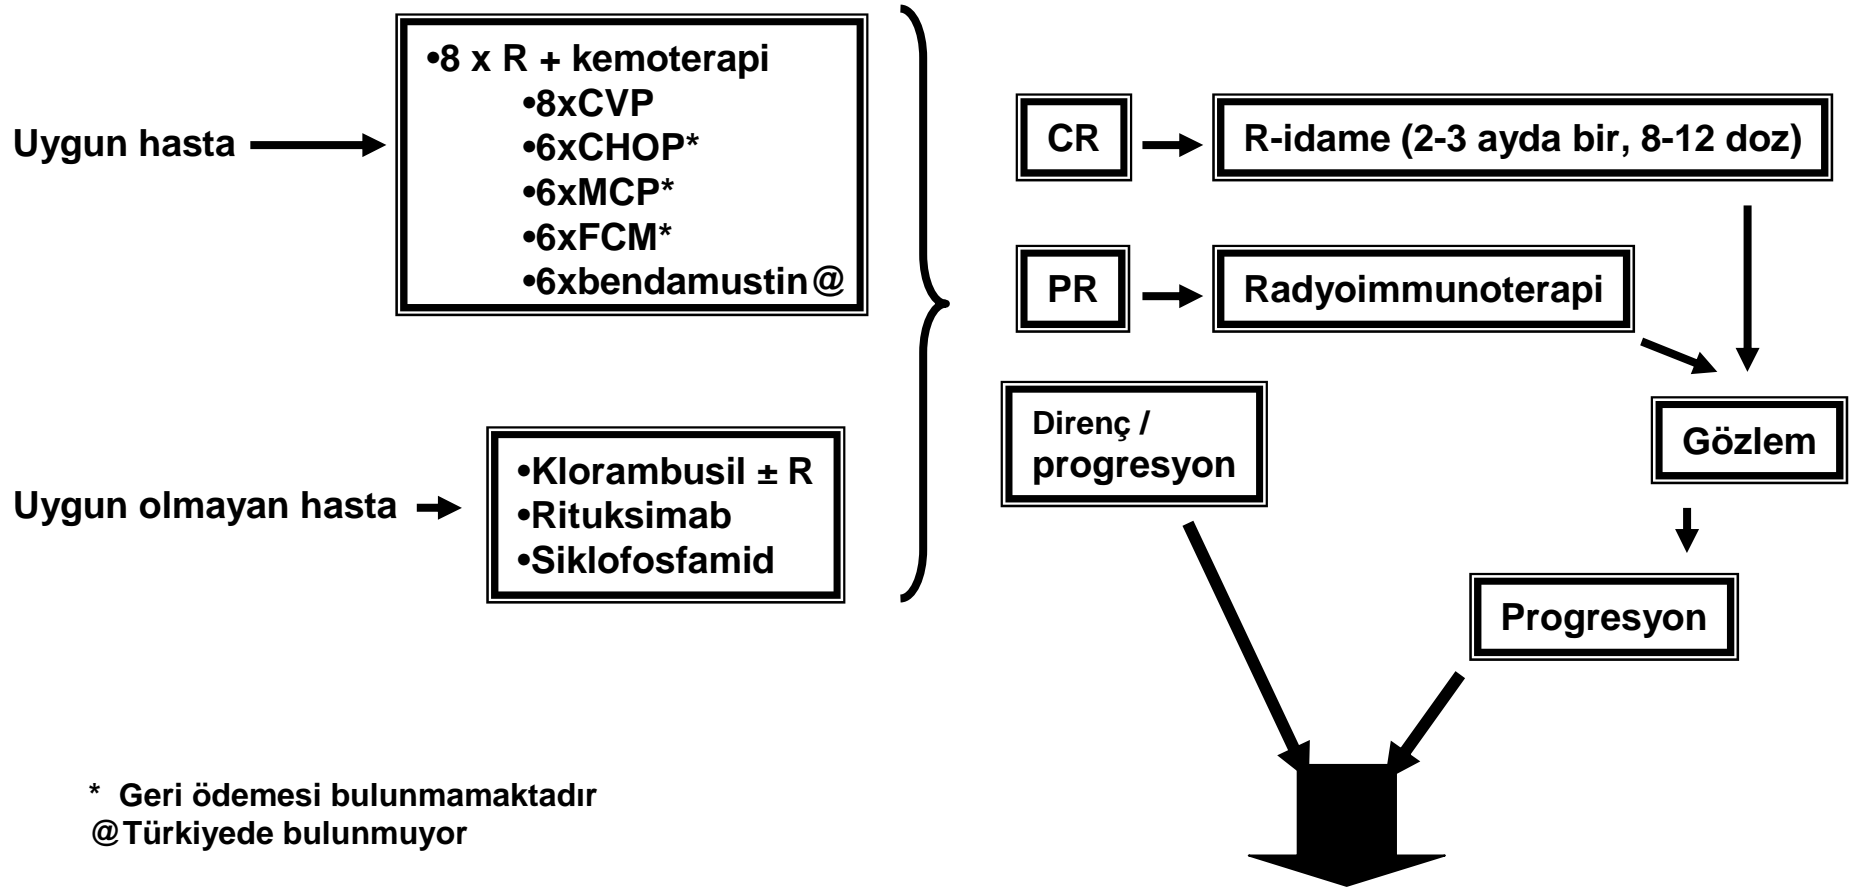 •8 x R + kemoterapi
•8xCVP
•6xCHOP*
•6xMCP*
•6xFCM*
•6xbendamustin@
Uygun hasta
Uygun olmayan hasta
•Klorambusil ± R
•Rituksimab
•Siklofosfamid
CR
R-idame (2-3 ayda bir, 8-12 doz)
PR
Radyoimmunoterapi
Direnç /
progresyon
Gözlem
Progresyon
* Geri ödemesi bulunmamaktadır
@Türkiyede bulunmuyor